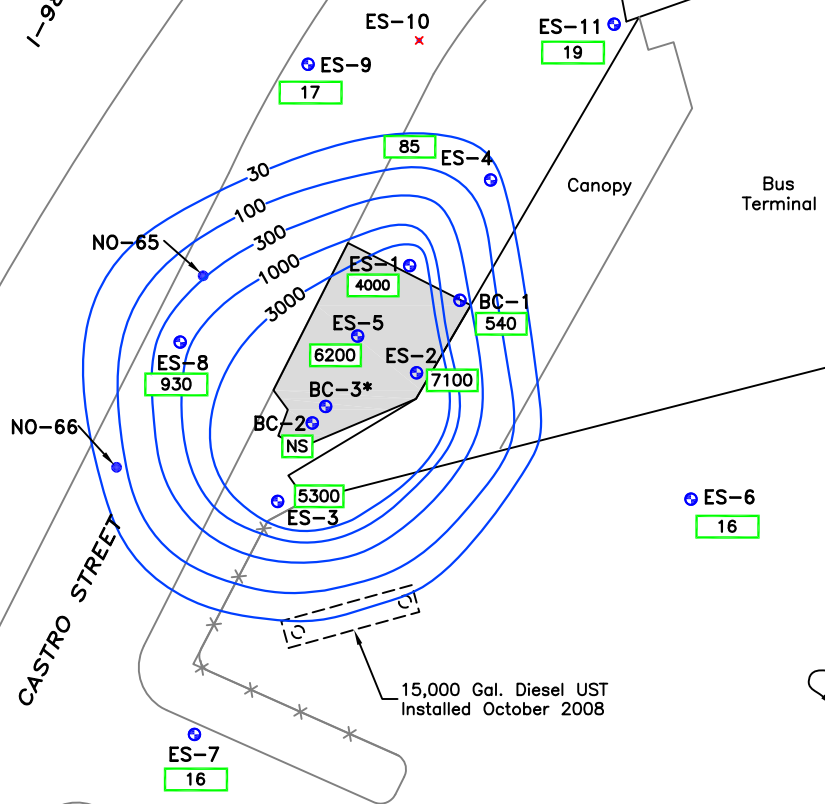 I-98
ES-10
ES-11
19
ES-9
17
85
ES-4
30
Canopy
Bus
Terminal
100
NO-65
300
1000
ES-1
4000
3000
BC-1
540
ES-5
6200
ES-2
7100
ES-8
930
BC-3*
BC-2
NS
NO-66
5300
ES-3
ES-6
16
CASTRO STREET
15,000 Gal. Diesel UST
Installed October 2008
ES-7
16